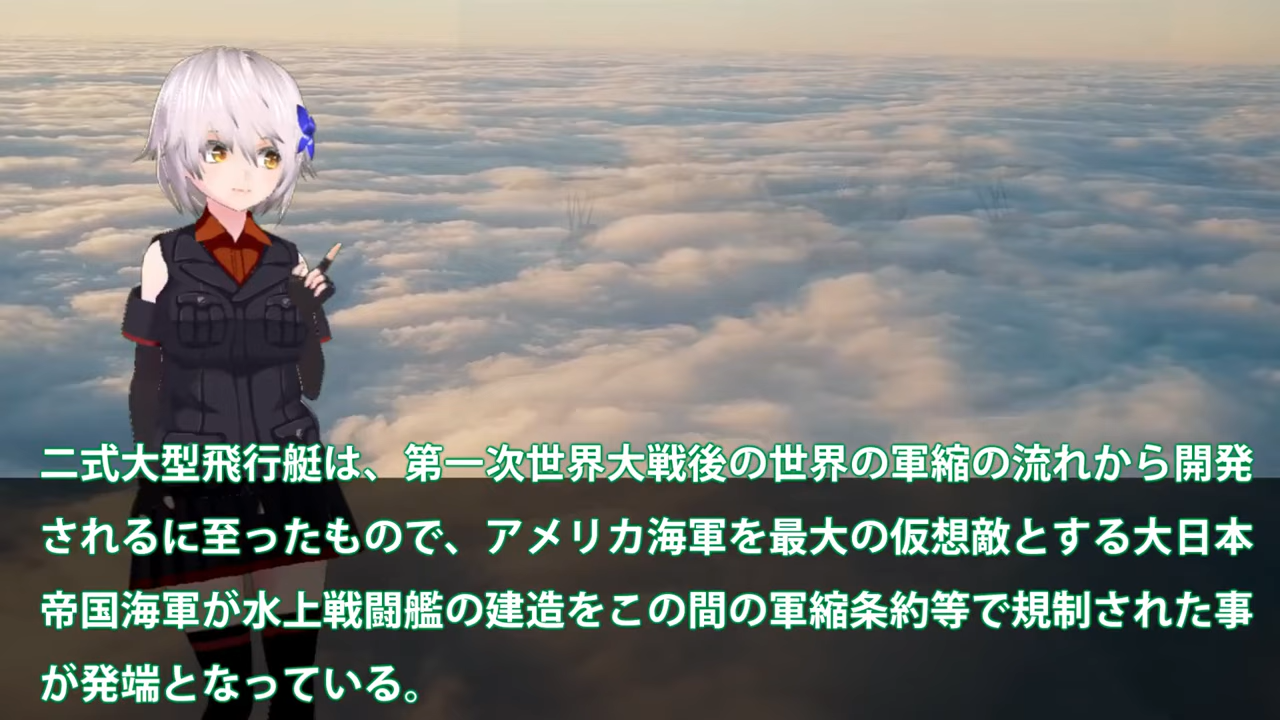 二式大型飛行艇は、第一次世界大戦後の世界の軍縮の流れから開発
されるに至ったもので、アメリカ海軍を最大の仮想敵とする大日本
帝国海軍が水上戦闘艦の建造をこの間の軍縮条約等で規制された事
が発端となっている。